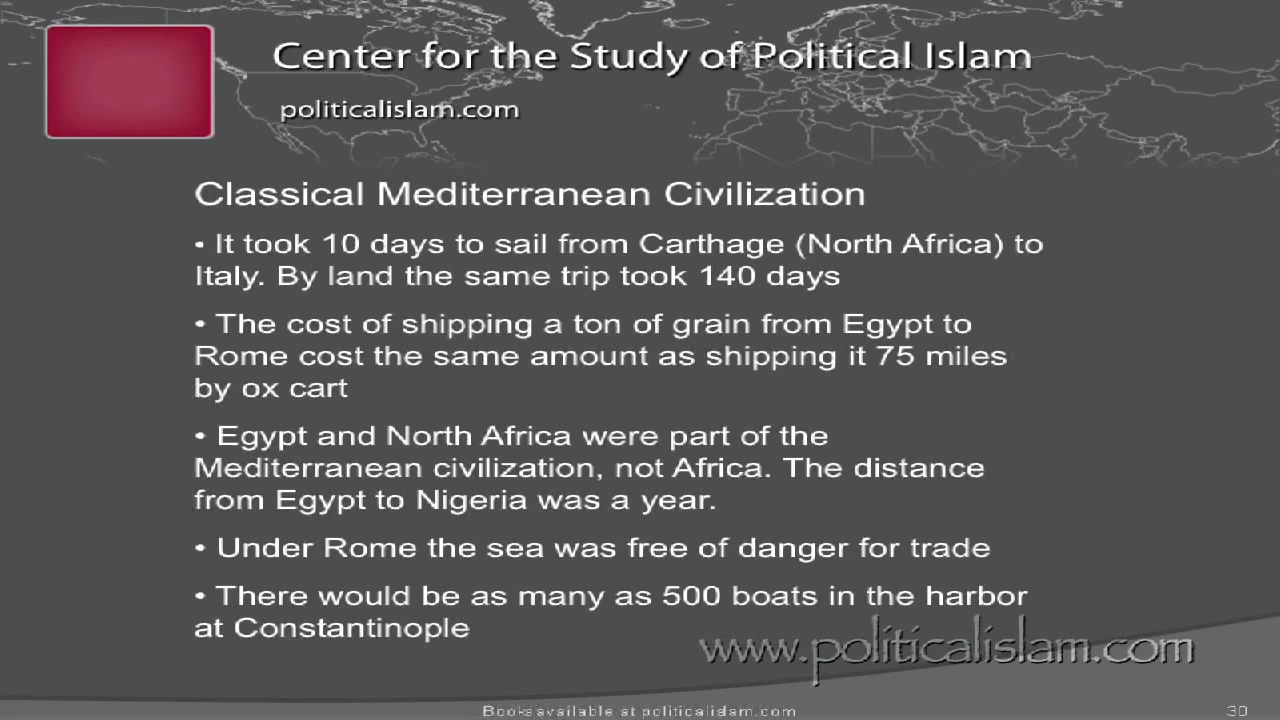 Center for the Study of Political Islam
politicalislam.com
Classical Mediterranean Civilization
• It took 10 days to sail from Carthage (North Africa) to
Italy. By land the same trip took 140 days
• The cost of shipping a ton of grain from Egypt to
Rome cost the same amount as shipping it 75 miles
by ox cart
• Egypt and North Africa were part of the
Mediterranean civilization, not Africa. The distance
from Egypt to Nigeria was a year.
• Under Rome the sea was free of danger for trade
• There would be as many as 500 boats in the harbor
at Constantinople
www.politicalislam.com
Books available at politicalislam.com
30